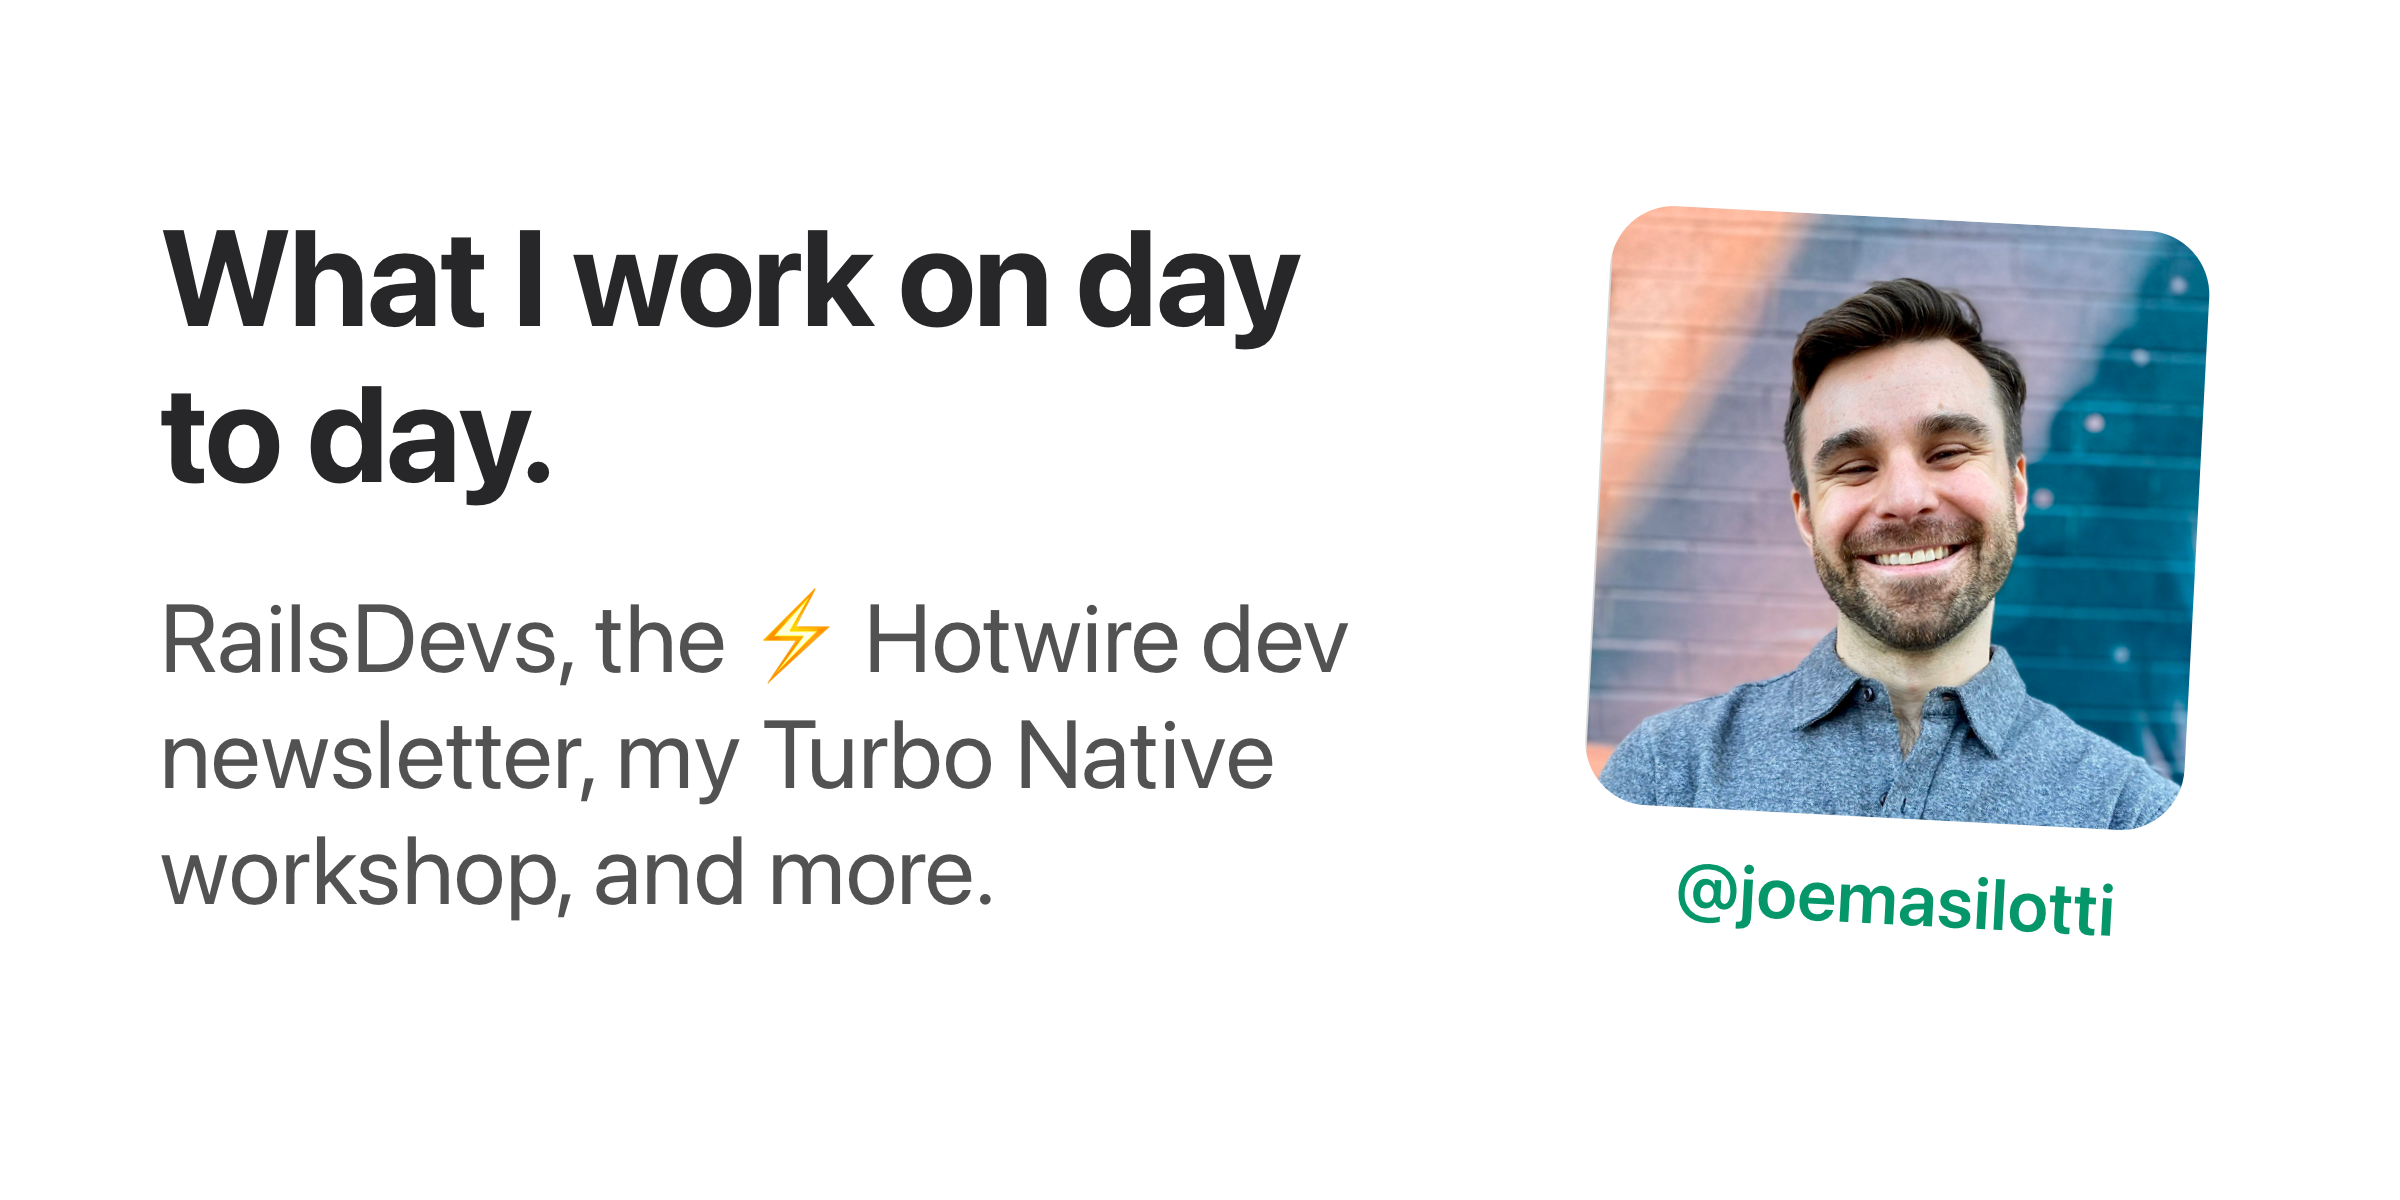 What I work on day
to day.
RailsDevs, the ⚡ Hotwire dev
newsletter, my Turbo Native
workshop, and more.
@joemasilotti